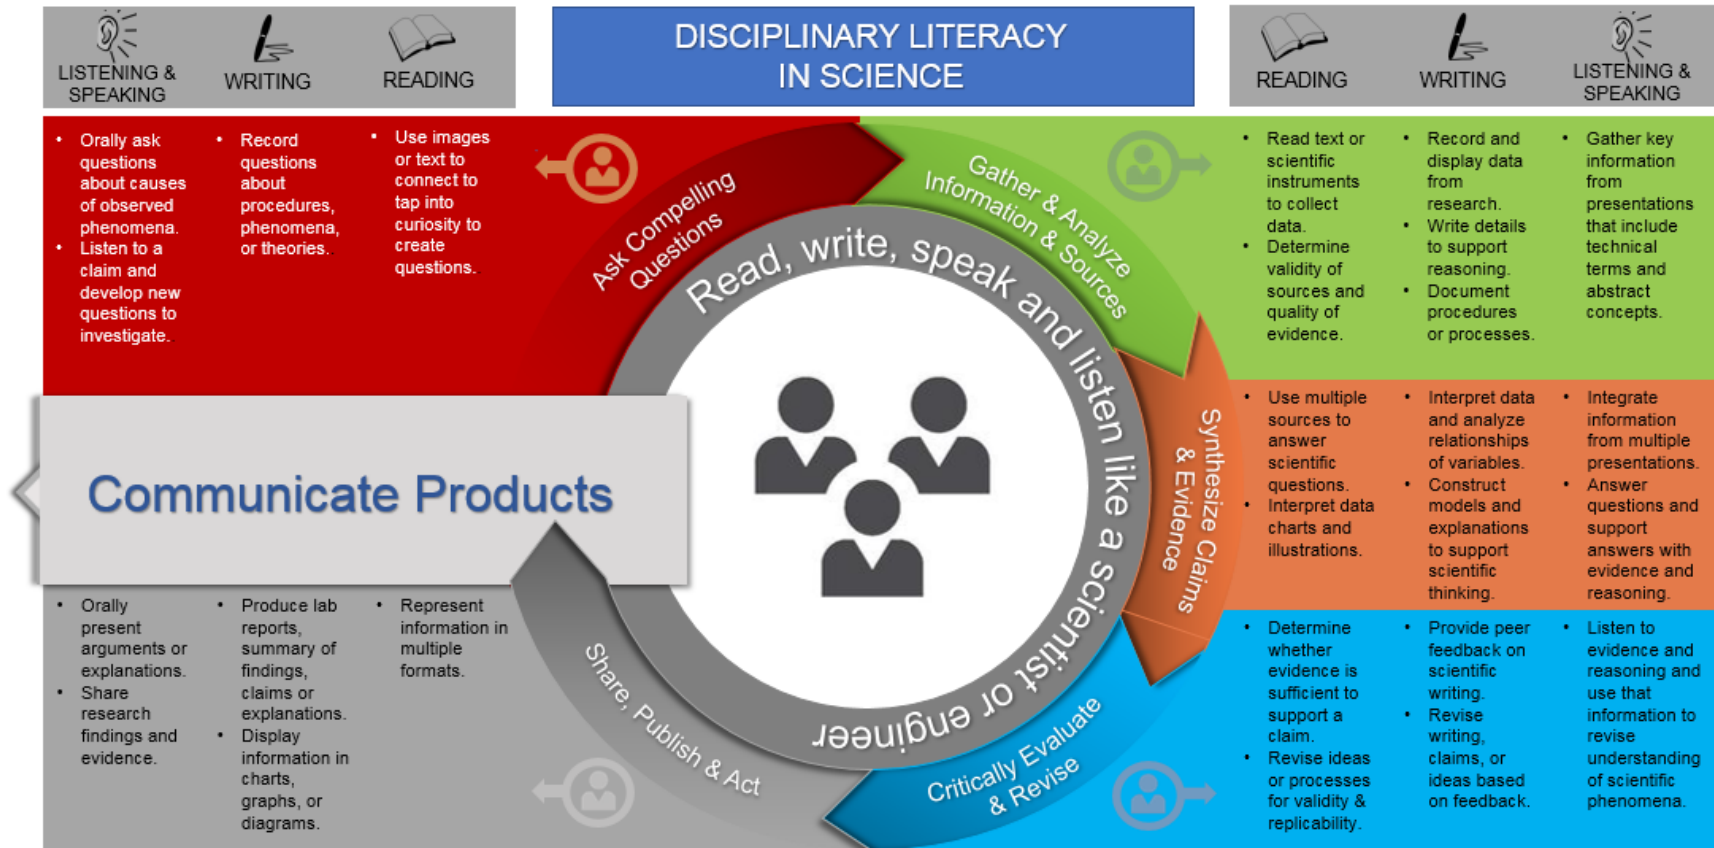 LISTENING &
SPEAKING
WRITING
READING
DISCIPLINARY LITERACY
IN SCIENCE
READING
WRITING
LISTENING &
SPEAKING
• Orally ask
questions
about causes
of observed
phenomena.
• Listen to a
claim and
develop new
questions to
investigate.
• Record
questions
about
procedures,
phenomena,
or theories.
• Use images
or text to
connect to
tap into
curiosity to
create
questions.
Ask Compelling
Questions
Gather & Analyze
Information & Sources
• Read text or
scientific
instruments
to collect
data.
• Determine
validity of
sources and
quality of
evidence.
• Record and
display data
from
research.
• Write details
to support
reasoning.
• Document
procedures
or processes.
• Gather key
information
from
presentations
that include
technical
terms and
abstract
concepts.
Read, write, speak and listen like a scientist or engineer
Communicate Products
Synthesize Claims
& Evidence
• Use multiple
sources to
answer
scientific
questions.
• Interpret data
charts and
illustrations.
• Interpret data
and analyze
relationships
of variables.
• Construct
models and
explanations
to support
scientific
thinking.
• Integrate
information
from multiple
presentations.
• Answer
questions and
support
answers with
evidence and
reasoning.
• Orally
present
arguments or
explanations.
• Share
research
findings and
evidence.
• Produce lab
reports,
summary of
findings,
claims or
explanations.
• Display
information in
charts,
graphs, or
diagrams.
• Represent
information in
multiple
formats.
Share, Publish & Act
Critically Evaluate
& Revise
• Determine
whether
evidence is
sufficient to
support a
claim.
• Revise ideas
or processes
for validity &
replicability.
• Provide peer
feedback on
scientific
writing.
• Revise
writing,
claims, or
ideas based
on feedback.
• Listen to
evidence and
reasoning and
use that
information to
revise
understanding
of scientific
phenomena.